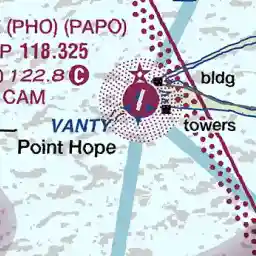 (PHO) (PAPO)
P 118.325
122.8 C
CAM
bldg
VANTY
towers
Point Hope